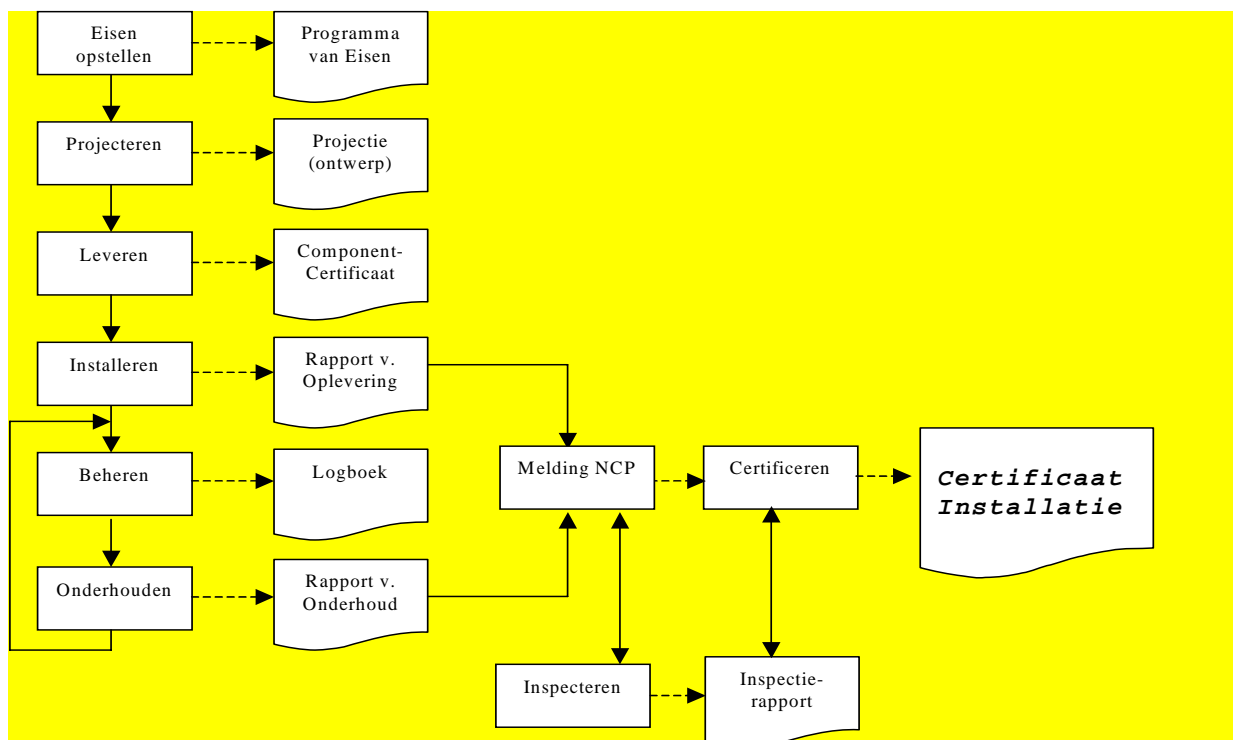 Eisen
opstellen
Programma
van Eisen
Projecteren
Projectie
(ontwerp)
Leveren
Component-
Certificaat
Installeren
Rapport v.
Oplevering
Beheren
Logboek
Melding NCP
Certificeren
Certificaat
Installatie
Onderhouden
Rapport v.
Onderhoud
Inspecteren
Inspectie-
rapport